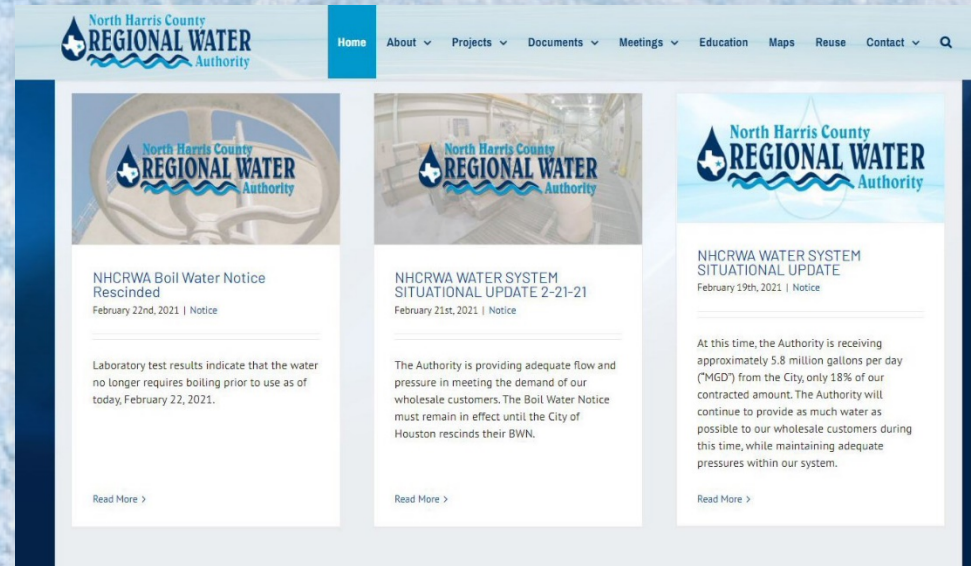 North Harris County
REGIONAL WATER
Authority
Home About Projects Documents Meetings Education Maps Reuse Contact
North Harris County
REGIONAL WATER
Authority
NHCRWA Boil Water Notice
Rescinded
February 22nd, 2021 | Notice
Laboratory test results indicate that the water
no longer requires boiling prior to use as of
today, February 22, 2021.
Read More >
North Harris County
REGIONAL WATER
Authority
NHCRWA WATER SYSTEM
SITUATIONAL UPDATE 2-21-21
February 21st, 2021 | Notice
The Authority is providing adequate flow and
pressure in meeting the demand of our
wholesale customers. The Boil Water Notice
must remain in effect until the City of
Houston rescinds their BWN.
Read More >
North Harris County
REGIONAL WATER
Authority
NHCRWA WATER SYSTEM
SITUATIONAL UPDATE
February 19th, 2021 | Notice
At this time, the Authority is receiving
approximately 5.8 million gallons per day
("MGD") from the City, only 18% of our
contracted amount. The Authority will
continue to provide as much water as
possible to our wholesale customers during
this time, while maintaining adequate
pressures within our system.
Read More >